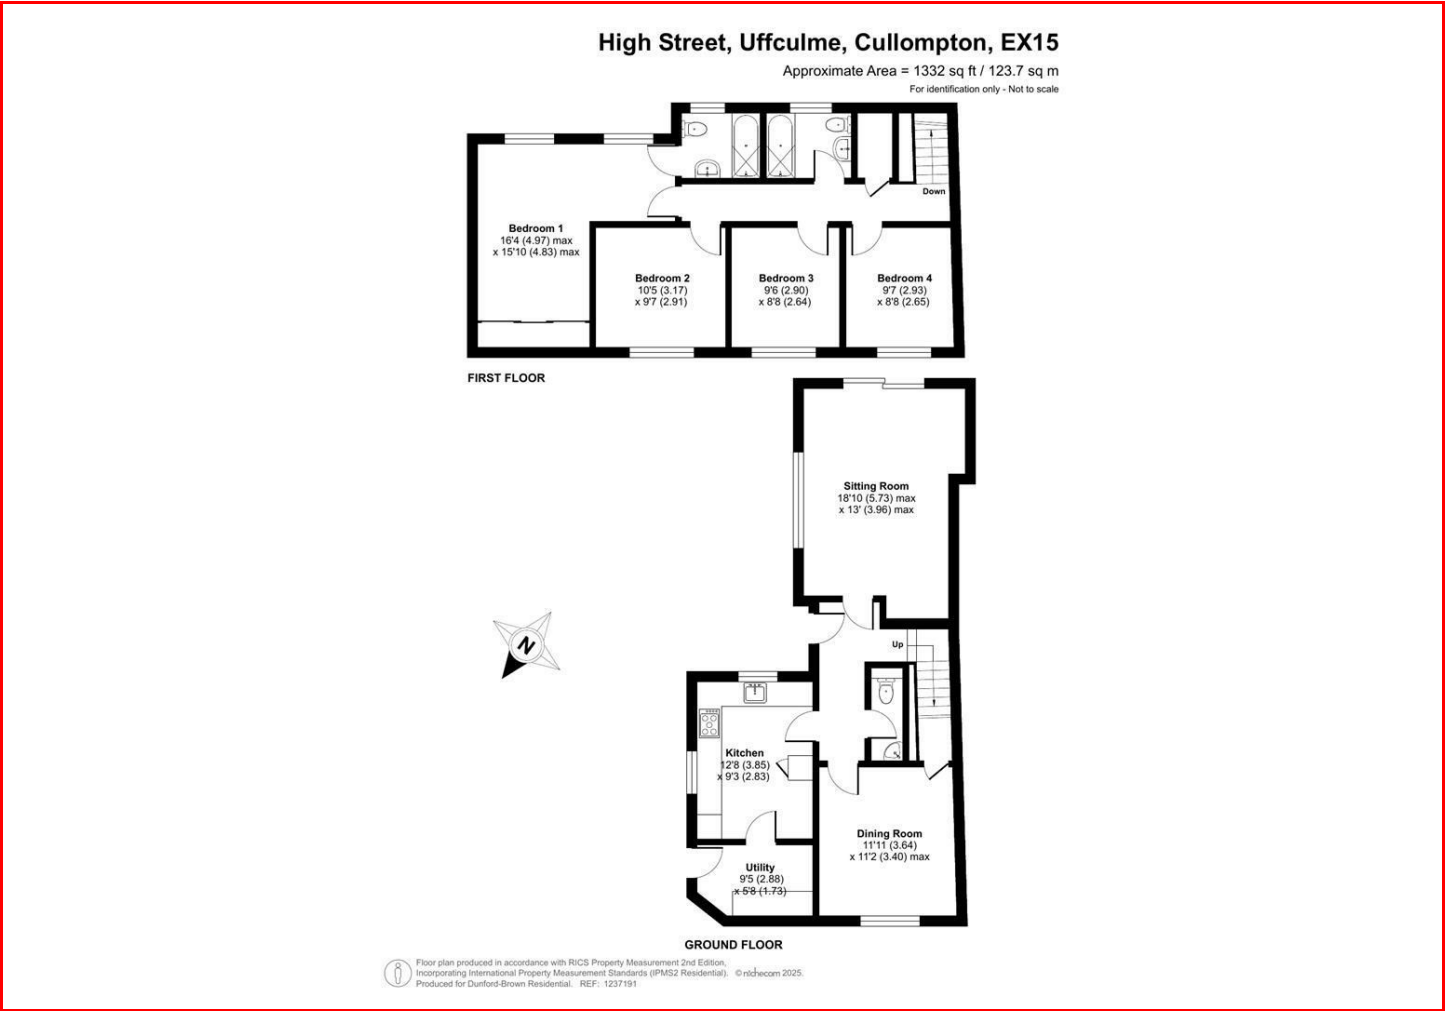 High Street, Uffculme, Cullompton, EX15
Approximate Area = 1332 sq ft / 123.7 sq m
For identification only - Not to scale
Down
Bedroom 1
16'4 (4.97) max
x 15'10 (4.83) max
Bedroom 2
10'5 (3.17)
x 9'7 (2.91)
Bedroom 3
9'6 (2.90)
x 8'8 (2.64)
Bedroom 4
9'7 (2.93)
x 8'8 (2.65)
FIRST FLOOR
Sitting Room
18'10 (5.73) max
x 13' (3.96) max
N
Up
Kitchen
12'8 (3.85)
x 9'3 (2.83)
Dining Room
11'11 (3.64)
x 11'2 (3.40) max
Utility
9'5 (2.88)
x 5'8 (1.73)
GROUND FLOOR
Floor plan produced in accordance with RICS Property Measurement 2nd Edition,
Incorporating International Property Measurement Standards (IPMS2 Residential). © nichecom 2025.
Produced for Dunford-Brown Residential. REF: 1237191